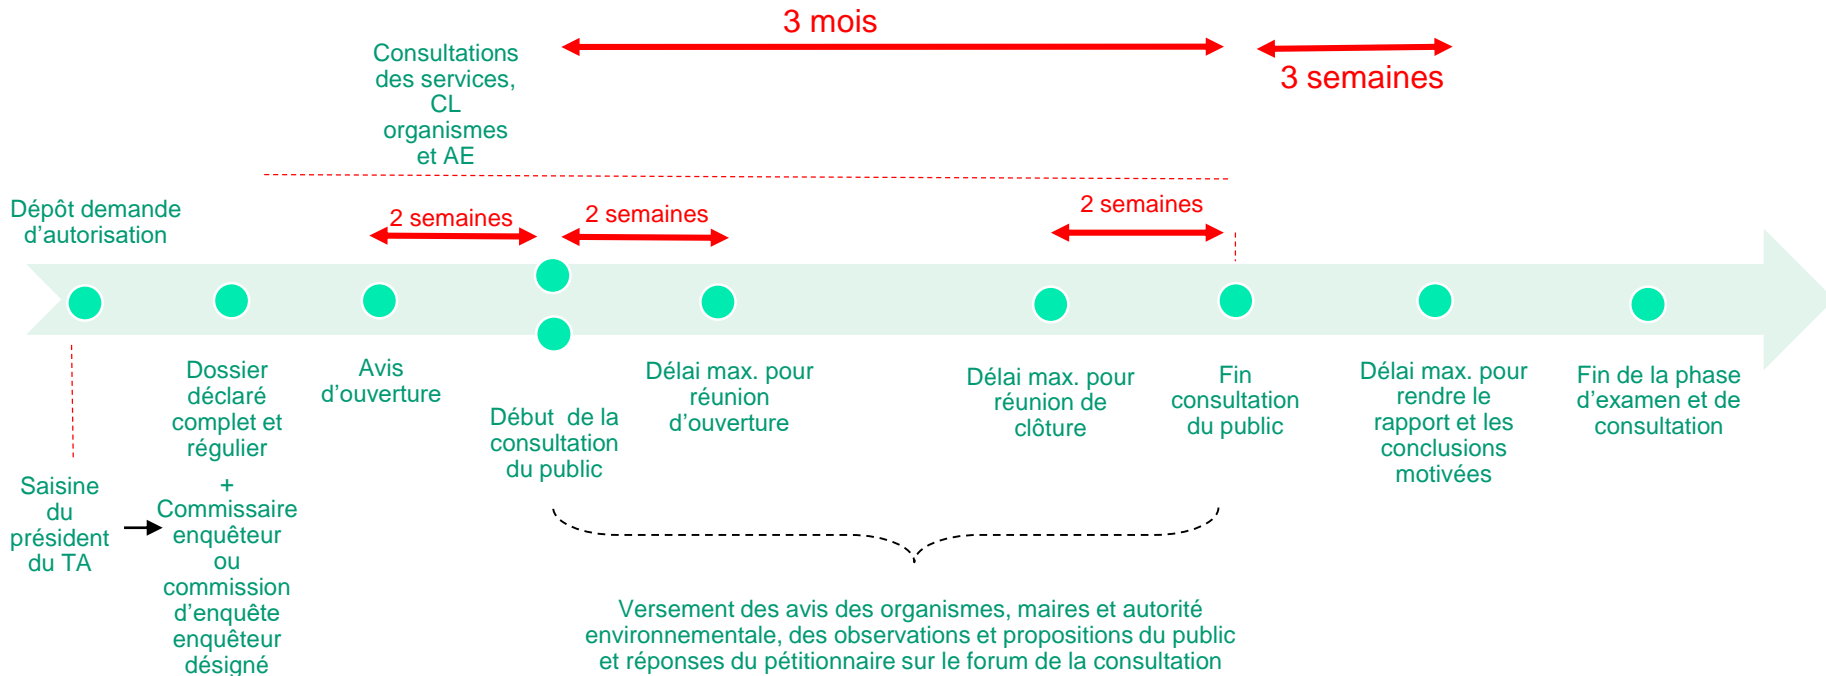 3 mois
3 semaines
Consultations
des services,
CL
organismes
et AE
Dépôt demande
d’autorisation
2 semaines
2 semaines
2 semaines
Saisine
du
président
du TA
Dossier
déclaré
complet et
régulier
+
Commissaire
enquêteur
ou
commission
d’enquête
enquêteur
désigné
Avis
d’ouverture
Début de la
consultation
du public
Délai max. pour
réunion
d’ouverture
Délai max. pour
réunion de
clôture
Fin
consultation
du public
Délai max. pour
rendre le
rapport et les
conclusions
motivées
Fin de la phase
d’examen et de
consultation
Versement des avis des organismes, maires et autorité
environnementale, des observations et propositions du public
et réponses du pétitionnaire sur le forum de la consultation